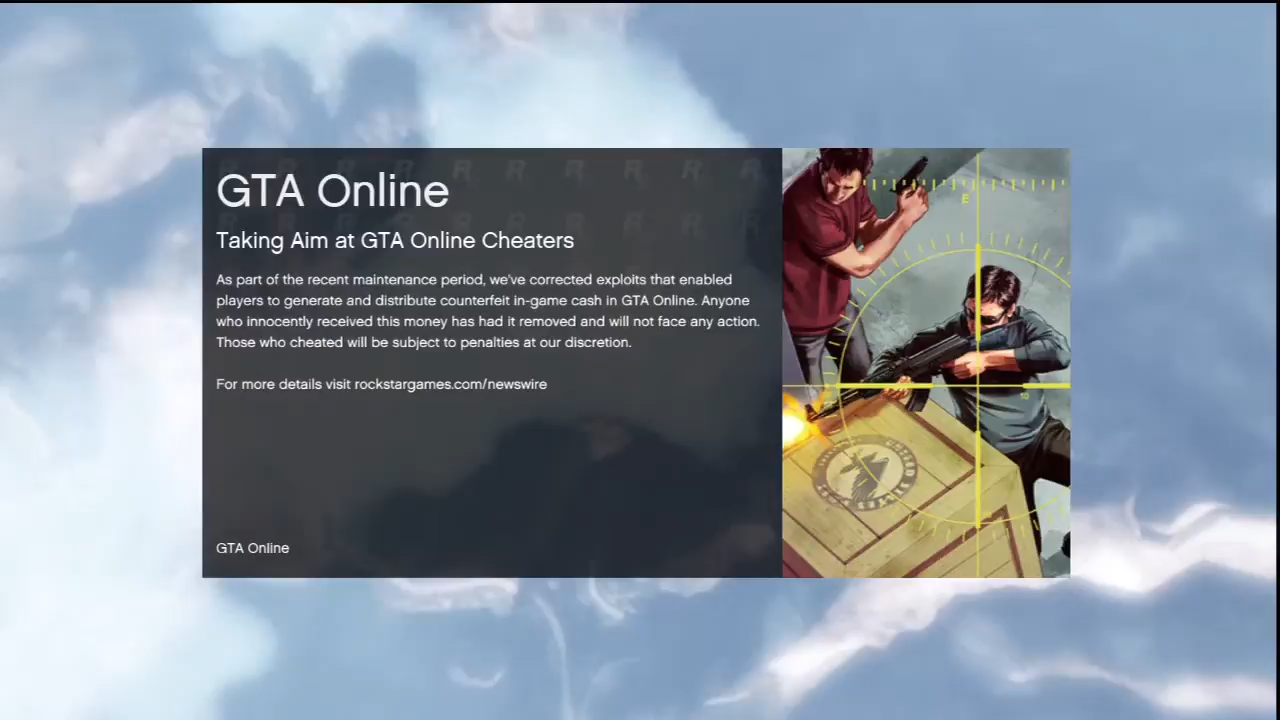 GTA Online
Taking Aim at GTA Online Cheaters
As part of the recent maintenance period, we've corrected exploits that enabled
players to generate and distribute counterfeit in-game cash in GTA Online. Anyone
who innocently received this money has had it removed and will not face any action.
Those who cheated will be subject to penalties at our discretion.
For more details visit rockstargames.com/newswire
GTA Online
E
10